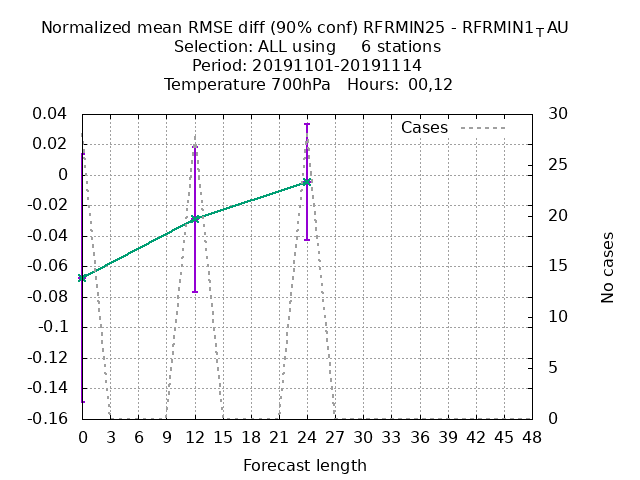 Normalized mean RMSE diff (90% conf) RFRMIN25 - RFRMIN1TAU
Selection: ALL using 6 stations
Period: 20191101-20191114
Temperature 700hPa Hours: 00,12
Cases
0.04
0.02
0
-0.02
-0.04
-0.06
-0.08
-0.1
-0.12
-0.14
-0.16
30
25
20
15
10
5
0
No cases
0 3 6 9 12 15 18 21 24 27 30 33 36 39 42 45 48
Forecast length